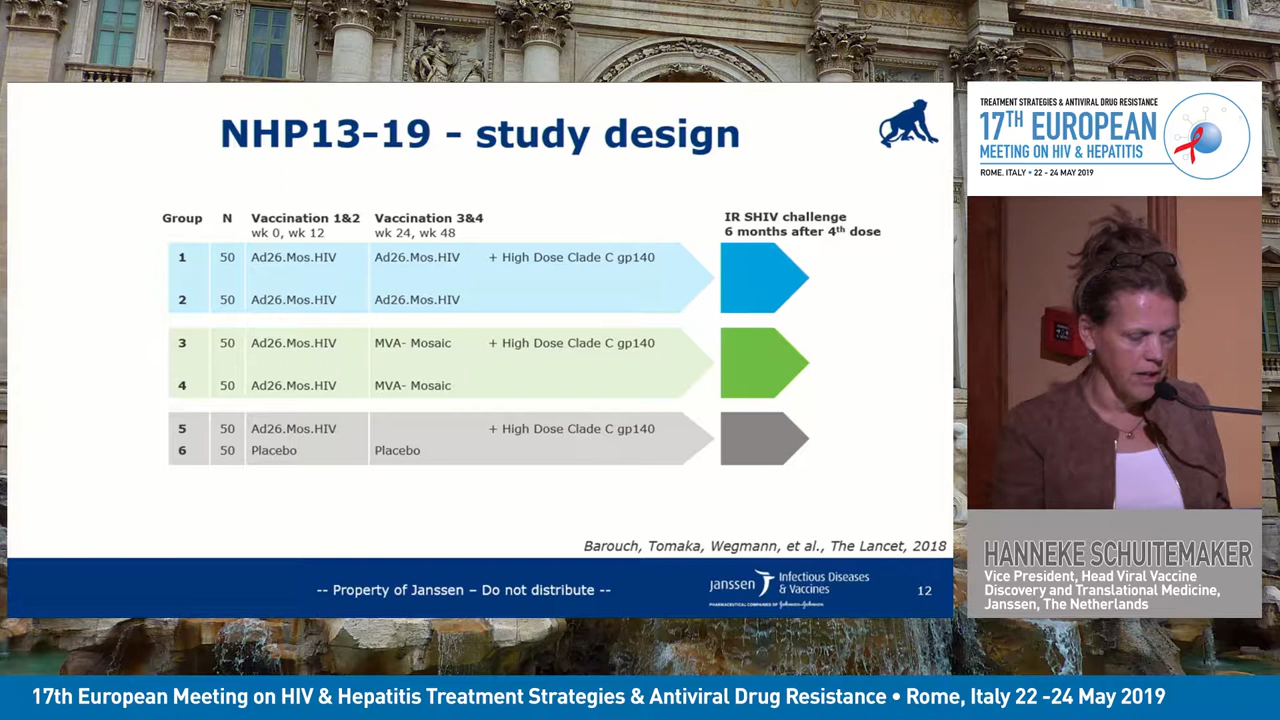 NHP13-19 - study design
Group N Vaccination 1&2 Vaccination 3&4 IR SHIV challenge
wk 0, wk 12 wk 24, wk 48 6 months after 4th dose
1 50 Ad26.Mos.HIV Ad26.Mos.HIV + High Dose Clade C gp140
2 50 Ad26.Mos.HIV Ad26.Mos.HIV
3 50 Ad26.Mos.HIV MVA- Mosaic + High Dose Clade C gp140
4 50 Ad26.Mos.HIV MVA- Mosaic
5 50 Ad26.Mos.HIV + High Dose Clade C gp140
6 50 Placebo Placebo
Barouch, Tomaka, Wegmann, et al., The Lancet, 2018
-- Property of Janssen – Do not distribute --
janssen Infectious Diseases
& Vaccines
PHARMACEUTICAL COMPANIES OF Johnson & Johnson
12
TREATMENT STRATEGIES & ANTIVIRAL DRUG RESISTANCE
17TH EUROPEAN
MEETING ON HIV & HEPATITIS
ROME, ITALY • 22 - 24 MAY 2019
HANNEKE SCHUITEMAKER
Vice President, Head Viral Vaccine
Discovery and Translational Medicine,
Janssen, The Netherlands
17th European Meeting on HIV & Hepatitis Treatment Strategies & Antiviral Drug Resistance • Rome, Italy 22 -24 May 2019